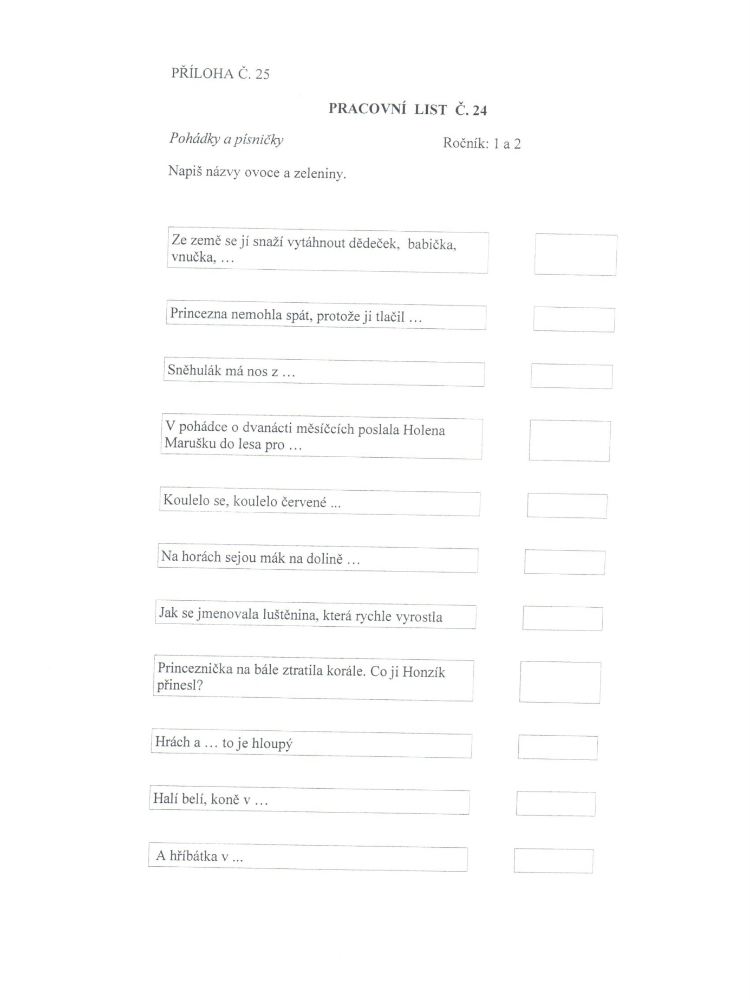 PŘÍLOHA Č. 25
PRACOVNÍ LIST Č. 24
Pohádky a písničky Ročník: 1 a 2
Napiš názvy ovoce a zeleniny.
Ze země se jí snaží vytáhnout dědeček, babička,
vnučka, …
Princezna nemohla spát, protože ji tlačil …
Sněhulák má nos z …
V pohádce o dvanácti měsíčcích poslala Holena
Marušku do lesa pro …
Koulelo se, koulelo červené ...
Na horách sejou mák na dolině …
Jak se jmenovala luštěnina, která rychle vyrostla
Princeznička na bále ztratila korále. Co ji Honzík
přinesl?
Hrách a … to je hloupý
Halí belí, koně v …
A hříbátka v ...